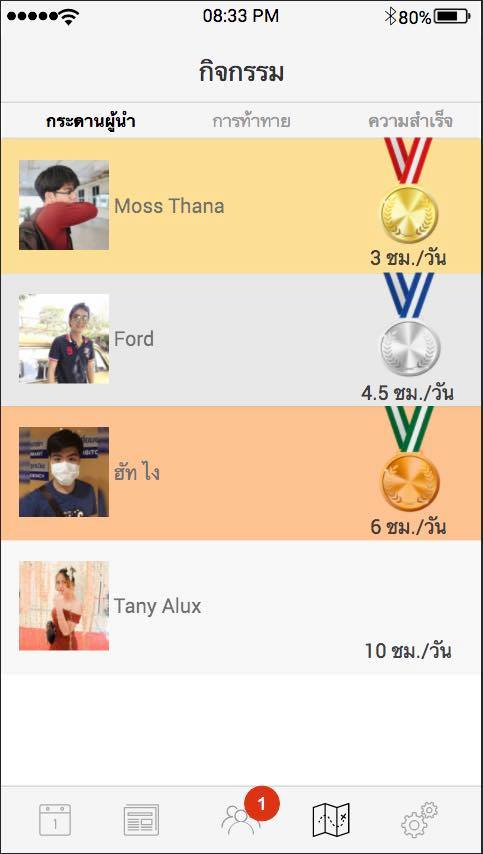 08:33 PM
80%
กิจกรรม
กระดานผู้นำ
การท้าทาย
ความสำเร็จ
Moss Thana
3 ชม./วัน
Ford
4.5 ชม./วัน
ฮัท ไง
6 ชม./วัน
Tany Alux
10 ชม./วัน
1
1